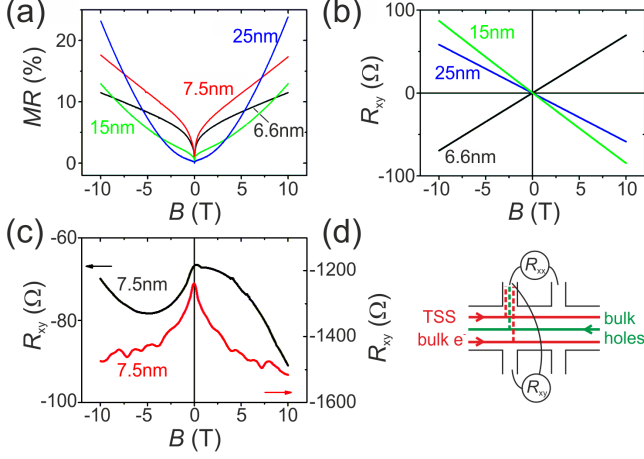 (a)
25nm
7.5nm
15nm
6.6nm
MR (%)
20
10
0
-10 -5 0 5 10
B (T)
(b)
15nm
25nm
6.6nm
Rxy (Ω)
100
0
-100
-10 -5 0 5 10
B (T)
(c)
7.5nm
7.5nm
Rxy (Ω)
-60
-80
-100
-1200
-1400
-1600
Rxy (Ω)
-10 -5 0 5 10
B (T)
(d)
Rxx
TSS
bulk
bulk e-
holes
Rxy